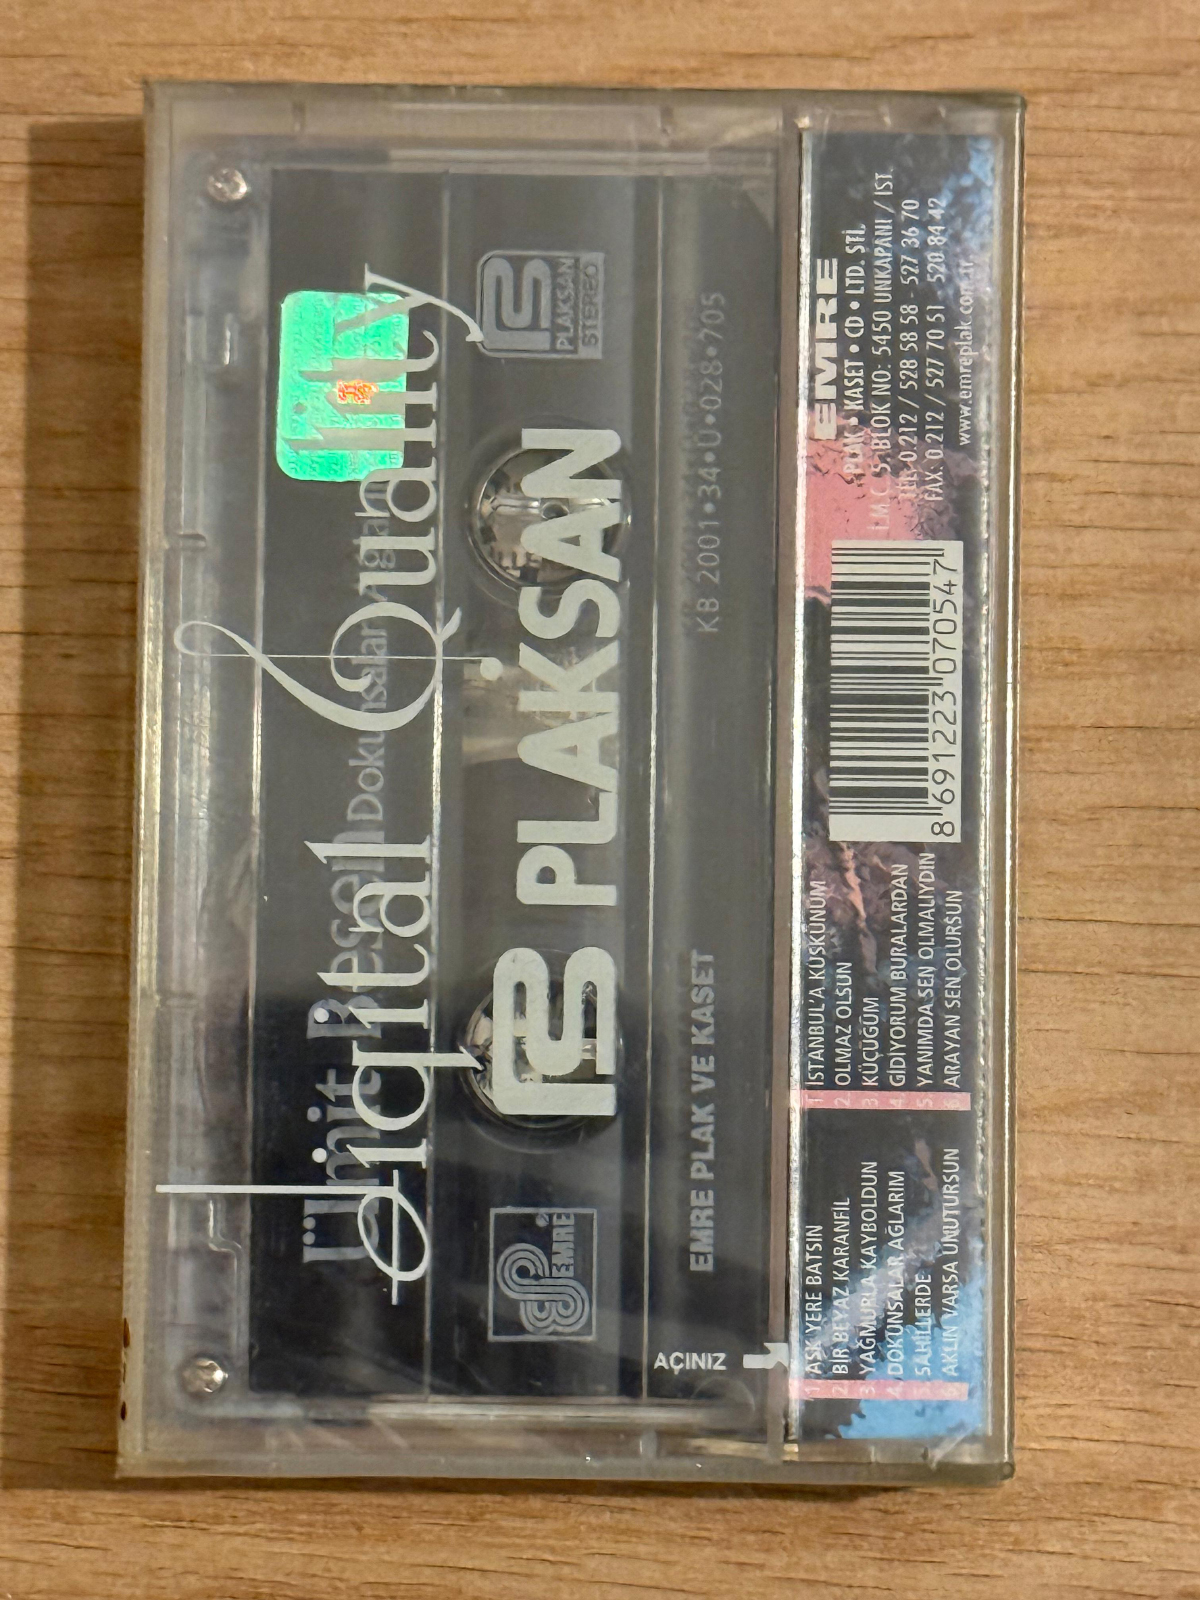 Digital Quality
Ümit Besen Dokunsalar Ağlarım
PLAKSAN
STEREO
PLAKSAN
EMRE
EMRE PLAK VE KASET
KB 2001•34•U•028•705
AÇINIZ
1 AŞK YERE BATSIN
2 BİR BEYAZ KARANFİL
3 YAĞMURLA KAYBOLDUN
4 DOKUNSALAR AĞLARIM
5 SAHİLLERDE
6 AKLIN VARSA UNUTURSUN
1 İSTANBUL'A KÜSKÜNÜM
2 OLMAZ OLSUN
3 KÜÇÜĞÜM
4 GİDİYORUM BURALARDAN
5 YANIMDA SEN OLMALIYDIN
6 ARAYAN SEN OLURSUN
8 691223 070547
EMRE
PLAK • KASET • CD • LTD. ŞTİ.
İ.M.Ç. 5. BLOK NO: 5450 UNKAPANI / İST.
TEL: 0.212 / 528 58 58 - 527 36 70
FAX: 0.212 / 527 70 51 520 84 42
www.emreplak.com.tr.